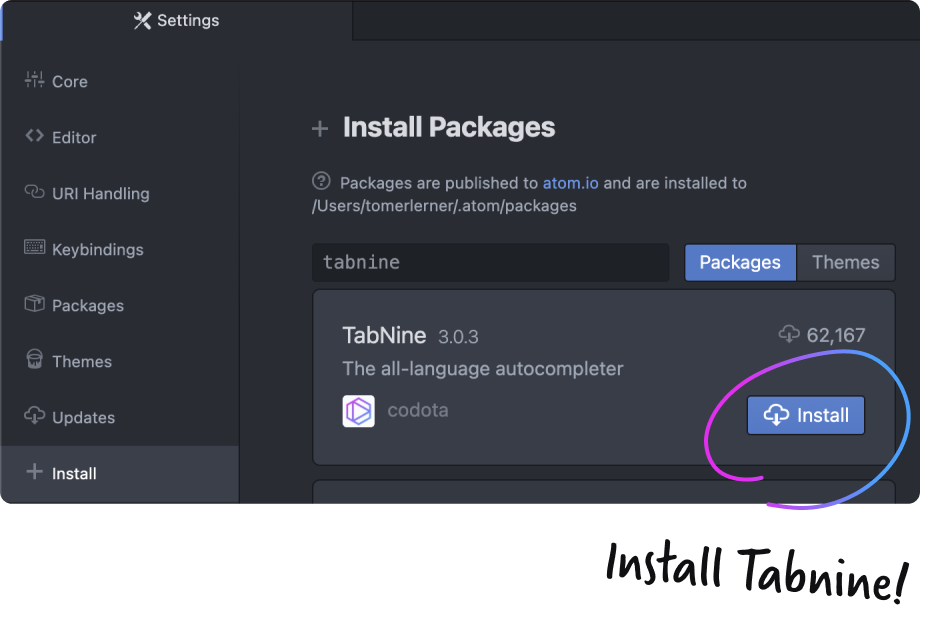 Settings
Core
Editor
URI Handling
Keybindings
Packages
Themes
Updates
Install
Install Packages
Packages are published to atom.io and are installed to
/Users/tomerlerner/.atom/packages
tabnine
Packages Themes
TabNine 3.0.3 62,167
The all-language autocompleter
codota
Install
Install Tabnine!